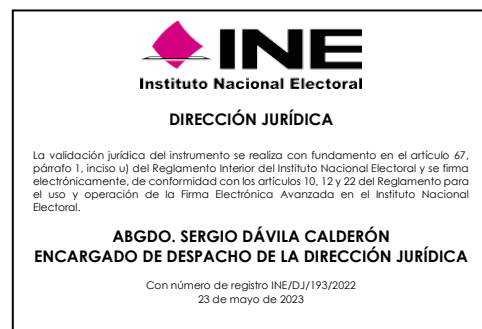 INE
Instituto Nacional Electoral
DIRECCIÓN JURÍDICA
La validación jurídica del instrumento se realiza con fundamento en el artículo 67,
párrafo 1, inciso u) del Reglamento Interior del Instituto Nacional Electoral y se firma
electrónicamente, de conformidad con los artículos 10, 12 y 22 del Reglamento para
el uso y operación de la Firma Electrónica Avanzada en el Instituto Nacional
Electoral.
ABGDO. SERGIO DÁVILA CALDERÓN
ENCARGADO DE DESPACHO DE LA DIRECCIÓN JURÍDICA
Con número de registro INE/DJ/193/2022
23 de mayo de 2023